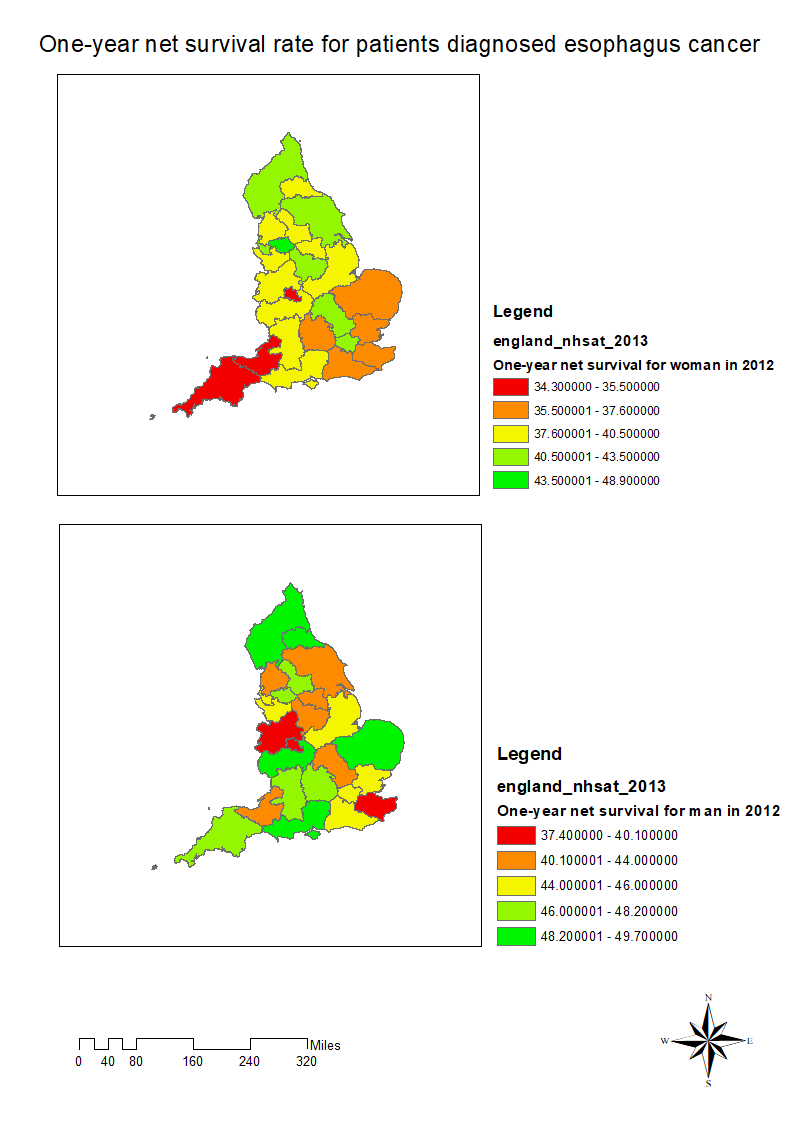 One-year net survival rate for patients diagnosed esophagus cancer
Legend
england_nhsat_2013
One-year net survival for woman in 2012
34.300000 - 35.500000
35.500001 - 37.600000
37.600001 - 40.500000
40.500001 - 43.500000
43.500001 - 48.900000
Legend
england_nhsat_2013
One-year net survival for man in 2012
37.400000 - 40.100000
40.100001 - 44.000000
44.000001 - 46.000000
46.000001 - 48.200000
48.200001 - 49.700000
N
W E
S
Miles
0 40 80 160 240 320